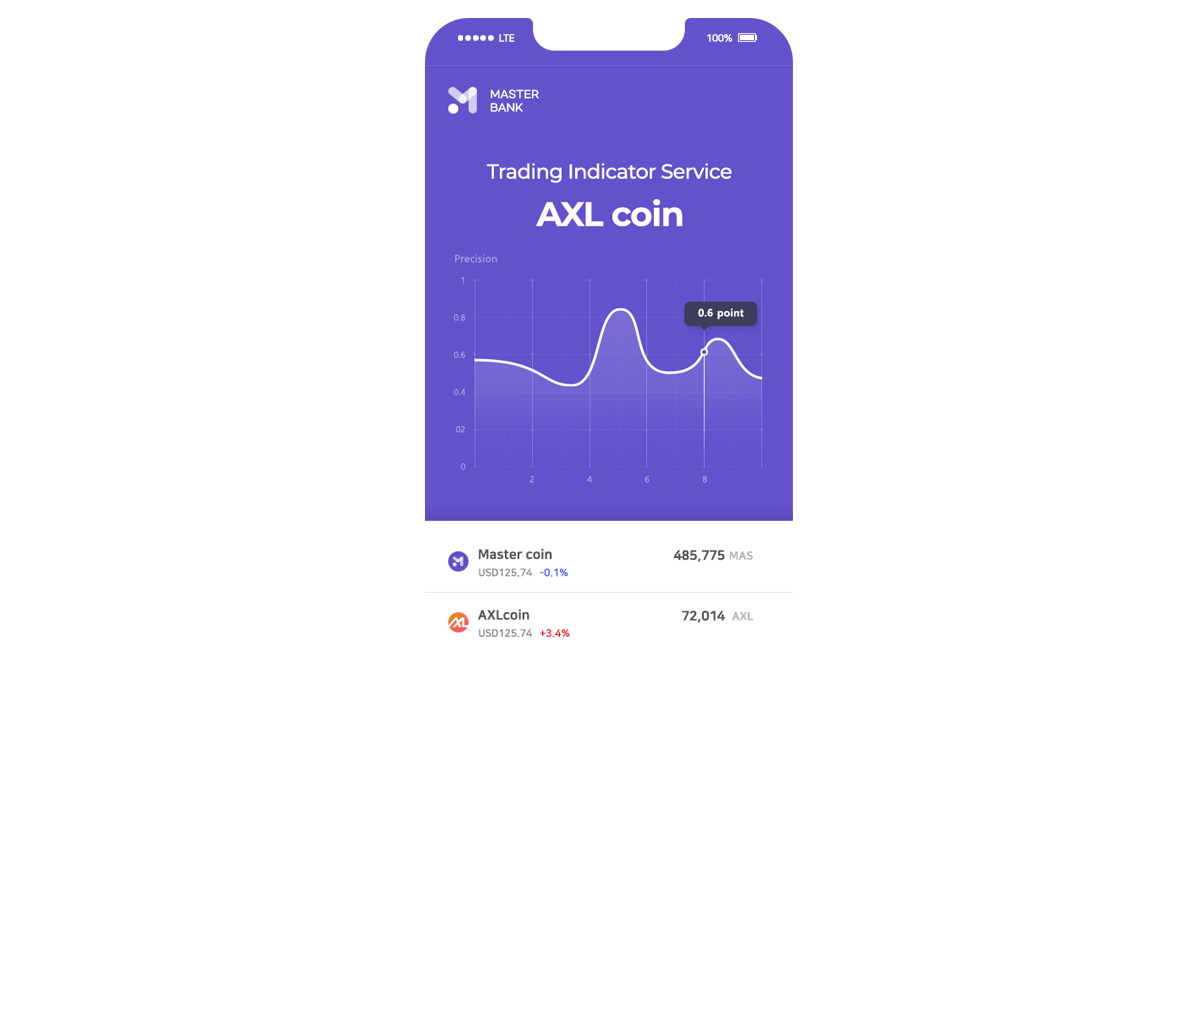 LTE
100%
MASTER
BANK
Trading Indicator Service
AXL coin
Precision
1
0.8
0.6 point
0.6
0.4
02
0
2 4 6 8
Master coin 485,775 MAS
USD125.74 -0.1%
AXLcoin 72,014 AXL
USD125.74 +3.4%